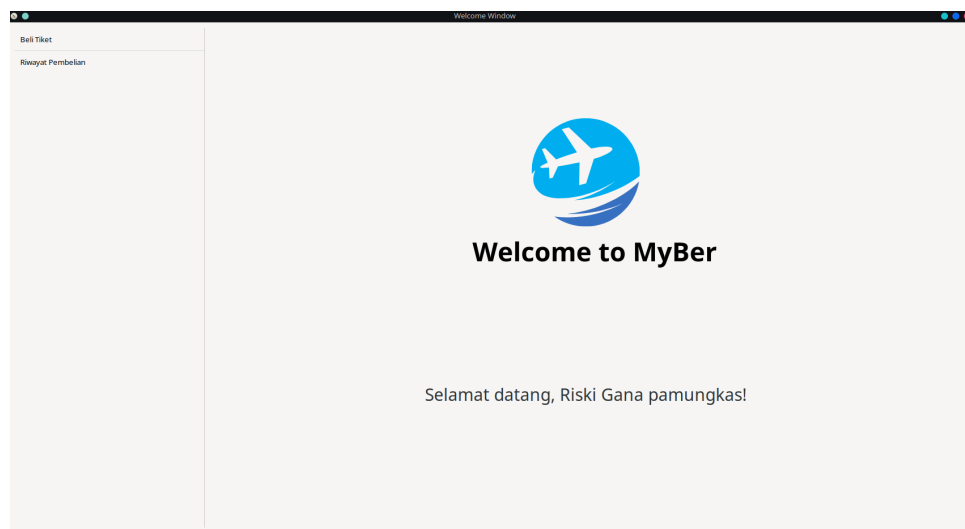 Welcome Window
Beli Tiket
Riwayat Pembelian
Welcome to MyBer
Selamat datang, Riski Gana pamungkas!